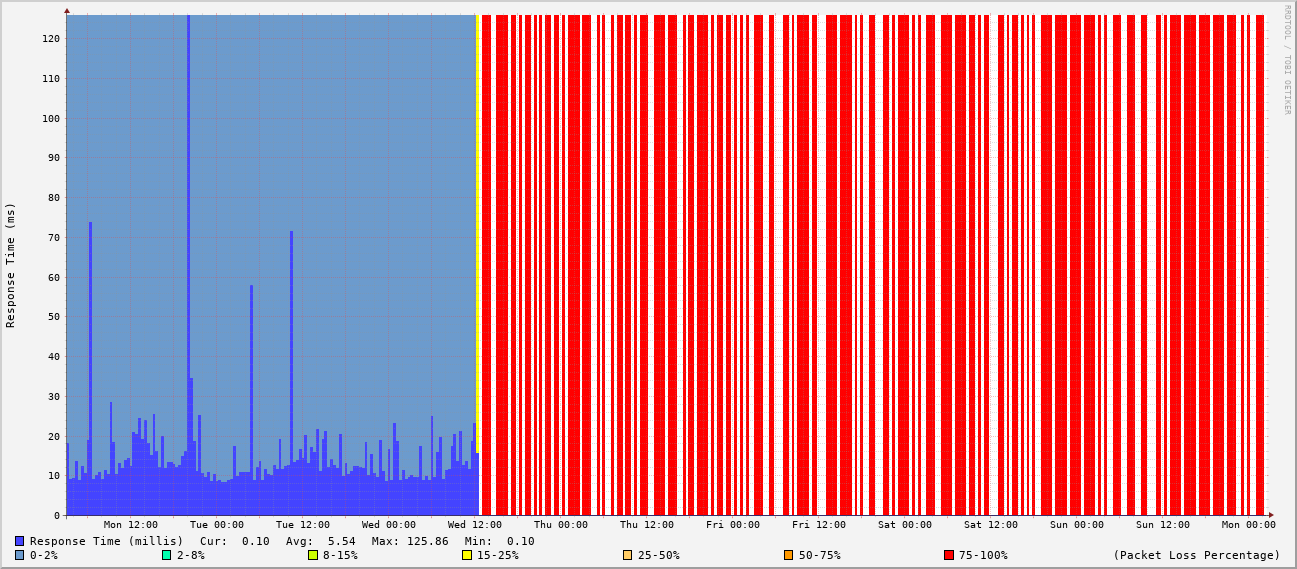 RRDTOOL / TOBI OETIKER
Response Time (ms)
120
110
100
90
80
70
60
50
40
30
20
10
0
Mon 12:00 Tue 00:00 Tue 12:00 Wed 00:00 Wed 12:00 Thu 00:00 Thu 12:00 Fri 00:00 Fri 12:00 Sat 00:00 Sat 12:00 Sun 00:00 Sun 12:00 Mon 00:00
Response Time (millis) Cur: 0.10 Avg: 5.54 Max: 125.86 Min: 0.10
0-2% 2-8% 8-15% 15-25% 25-50% 50-75% 75-100% (Packet Loss Percentage)